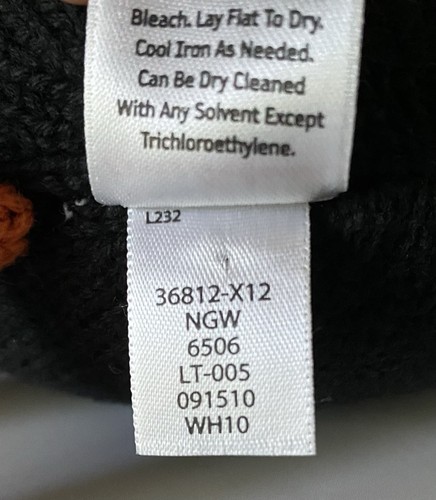 Bleach. Lay Flat To Dry.
Cool Iron As Needed.
Can Be Dry Cleaned
With Any Solvent Except
Trichloroethylene.
L232
36812-X12
NGW
6506
LT-005
091510
WH10